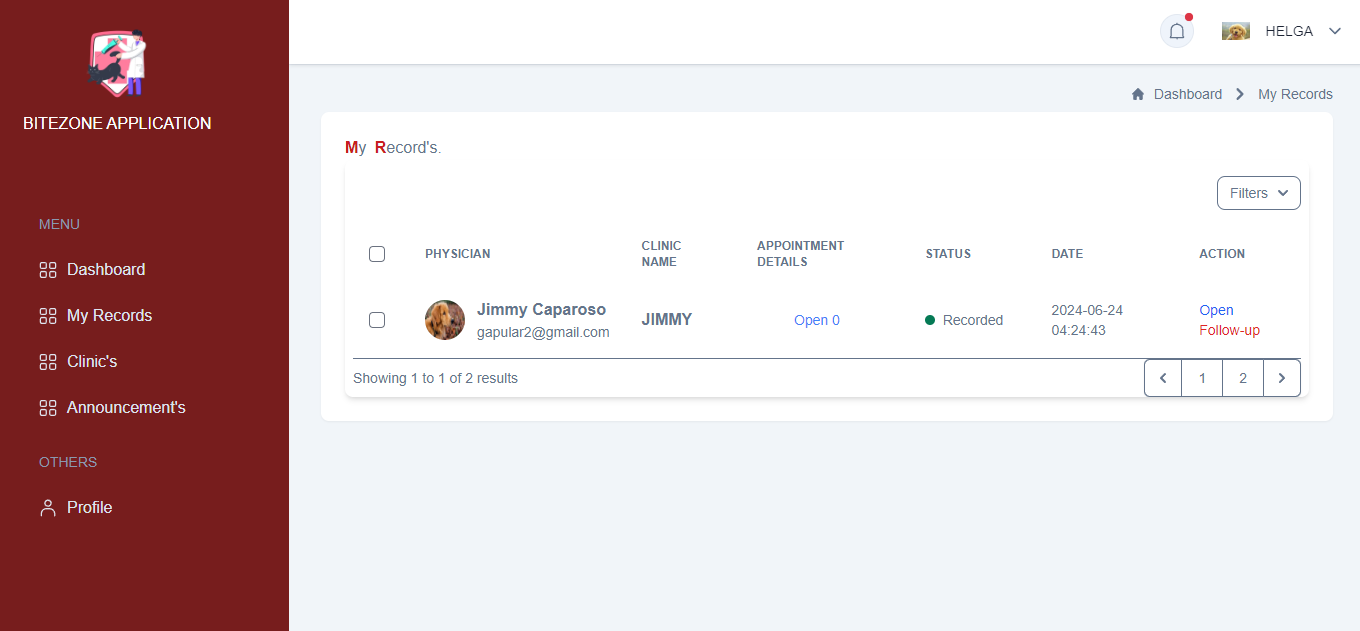 BITEZONE APPLICATION
MENU
Dashboard
My Records
Clinic's
Announcement's
OTHERS
Profile
HELGA
Dashboard
My Records
My Record's.
Filters
PHYSICIAN
CLINIC
NAME
APPOINTMENT
DETAILS
STATUS
DATE
ACTION
Jimmy Caparoso
gapular2@gmail.com
JIMMY
Open 0
Recorded
2024-06-24
04:24:43
Open
Follow-up
Showing 1 to 1 of 2 results
1
2